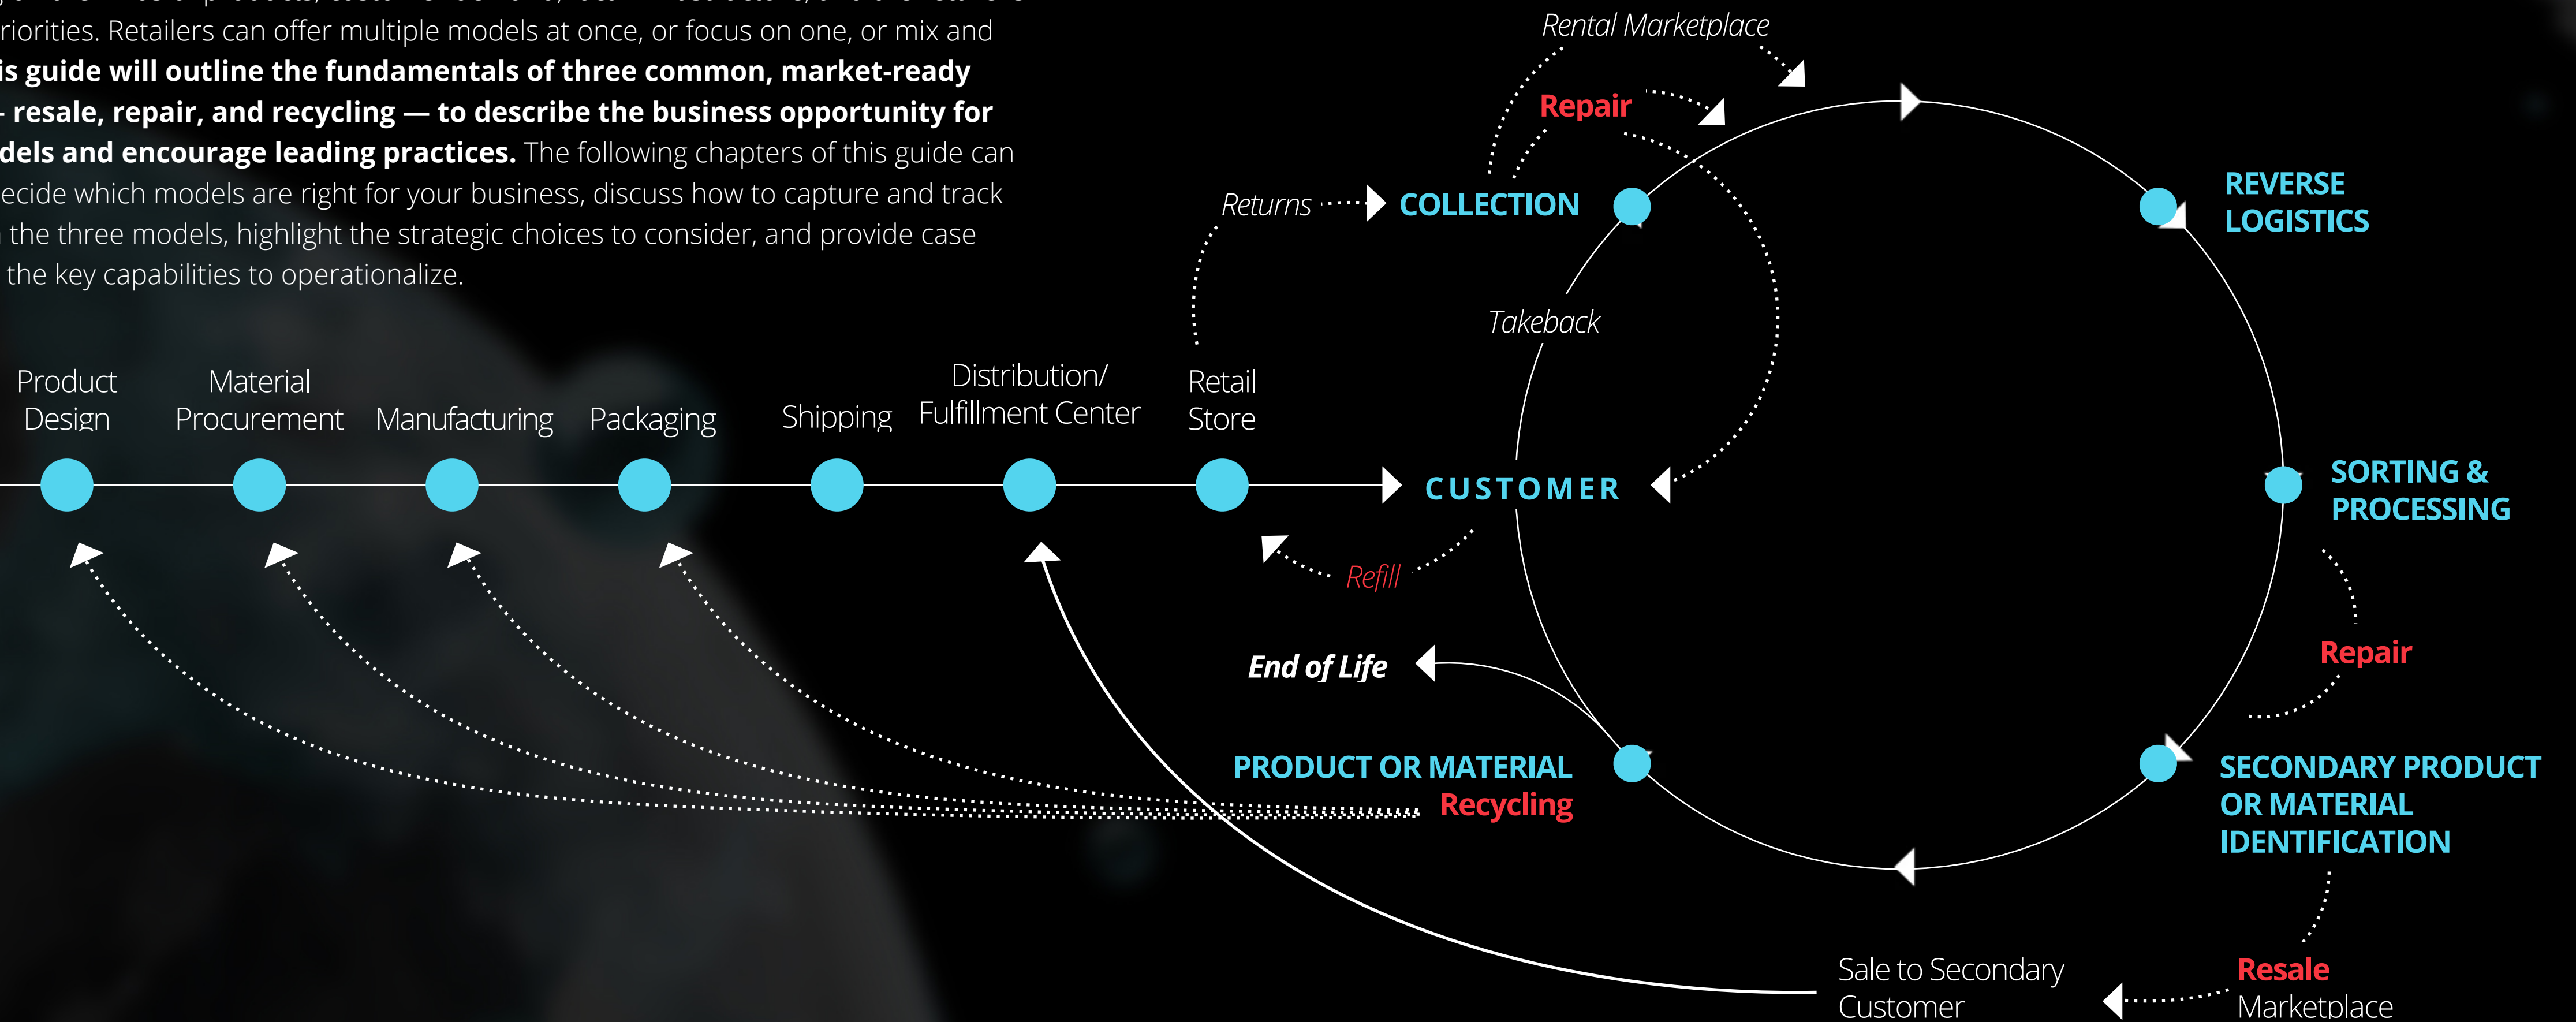 riorities. Retailers can offer multiple models at once, or focus on one, or mix and
is guide will outline the fundamentals of three common, market-ready
- resale, repair, and recycling — to describe the business opportunity for
dels and encourage leading practices. The following chapters of this guide can
ecide which models are right for your business, discuss how to capture and track
the three models, highlight the strategic choices to consider, and provide case
the key capabilities to operationalize.
Rental Marketplace
Repair
Returns
COLLECTION
REVERSE
LOGISTICS
Takeback
Product
Design
Material
Procurement
Manufacturing
Packaging
Shipping
Distribution/
Fulfillment Center
Retail
Store
CUSTOMER
SORTING &
PROCESSING
Refill
Repair
End of Life
PRODUCT OR MATERIAL
Recycling
SECONDARY PRODUCT
OR MATERIAL
IDENTIFICATION
Sale to Secondary
Customer
Resale
Marketplace